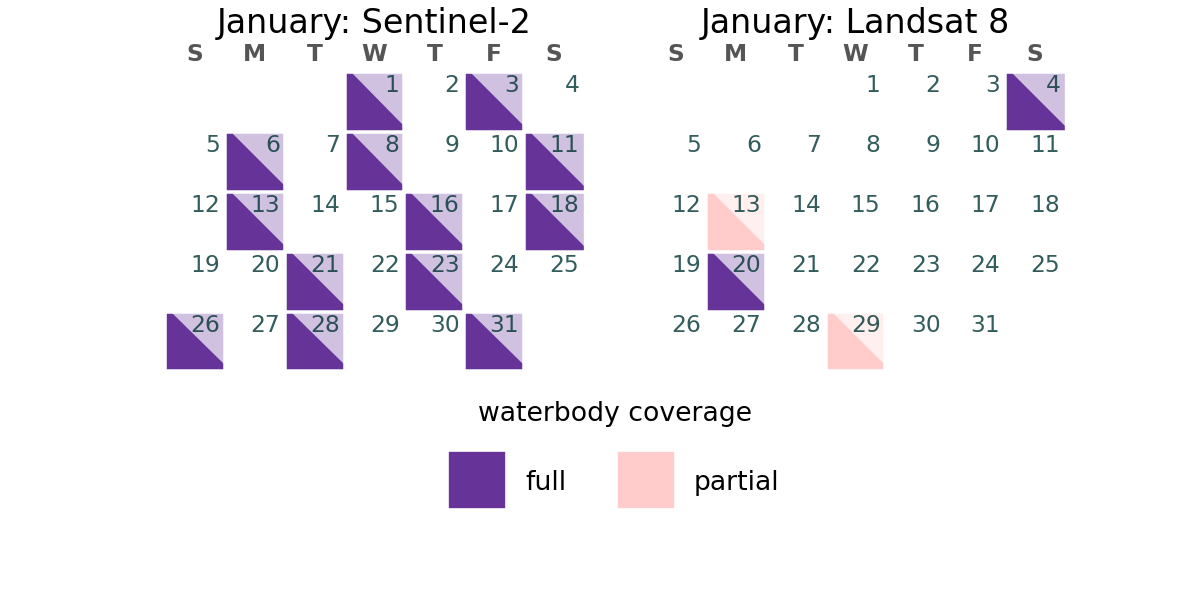 January: Sentinel-2
S M T W T F S
1 2 3 4
5 6 7 8 9 10 11
12 13 14 15 16 17 18
19 20 21 22 23 24 25
26 27 28 29 30 31
January: Landsat 8
S M T W T F S
1 2 3 4
5 6 7 8 9 10 11
12 13 14 15 16 17 18
19 20 21 22 23 24 25
26 27 28 29 30 31
waterbody coverage
full partial